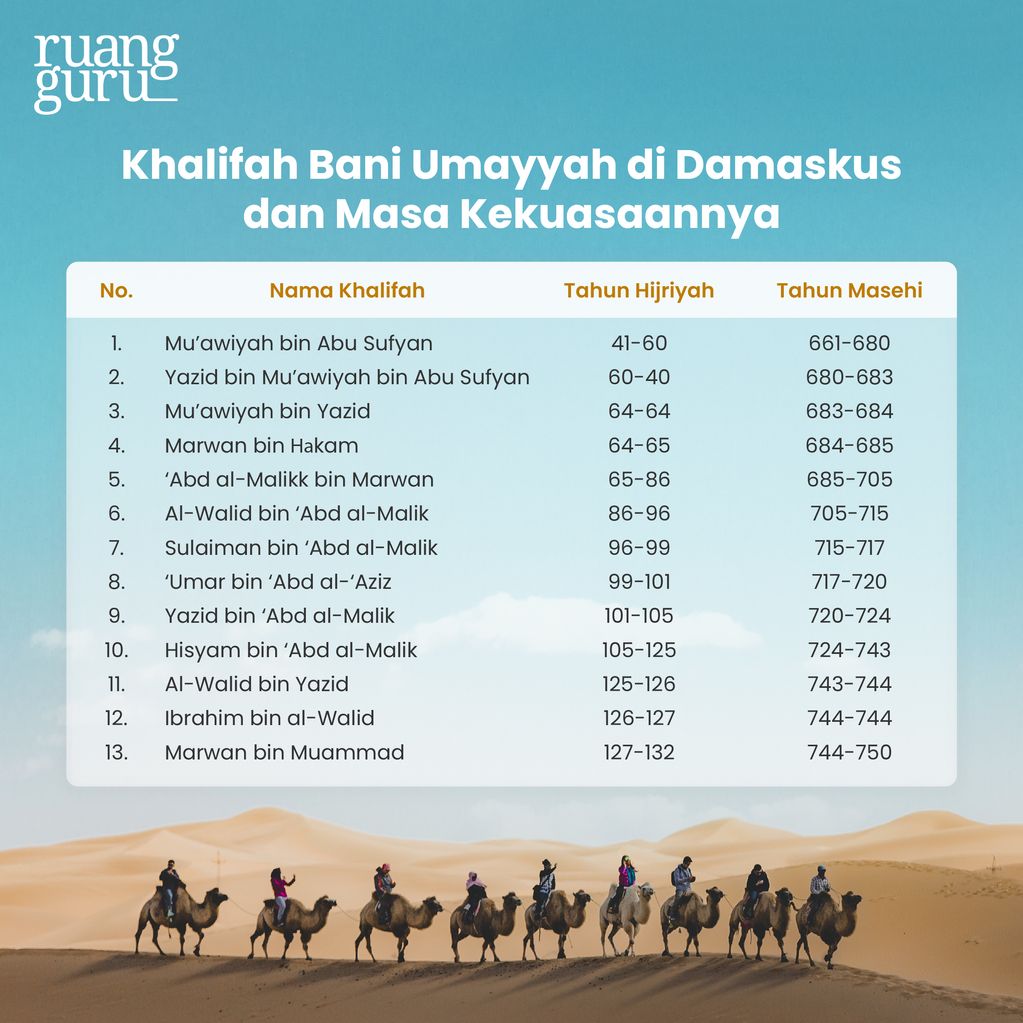 ruang
guru
Khalifah Bani Umayyah di Damaskus
dan Masa Kekuasaannya
No. Nama Khalifah Tahun Hijriyah Tahun Masehi
1. Mu’awiyah bin Abu Sufyan 41-60 661-680
2. Yazid bin Mu’awiyah bin Abu Sufyan 60-40 680-683
3. Mu’awiyah bin Yazid 64-64 683-684
4. Marwan bin Hakam 64-65 684-685
5. ‘Abd al-Malikk bin Marwan 65-86 685-705
6. Al-Walid bin ‘Abd al-Malik 86-96 705-715
7. Sulaiman bin ‘Abd al-Malik 96-99 715-717
8. ‘Umar bin ‘Abd al-‘Aziz 99-101 717-720
9. Yazid bin ‘Abd al-Malik 101-105 720-724
10. Hisyam bin ‘Abd al-Malik 105-125 724-743
11. Al-Walid bin Yazid 125-126 743-744
12. Ibrahim bin al-Walid 126-127 744-744
13. Marwan bin Muammad 127-132 744-750